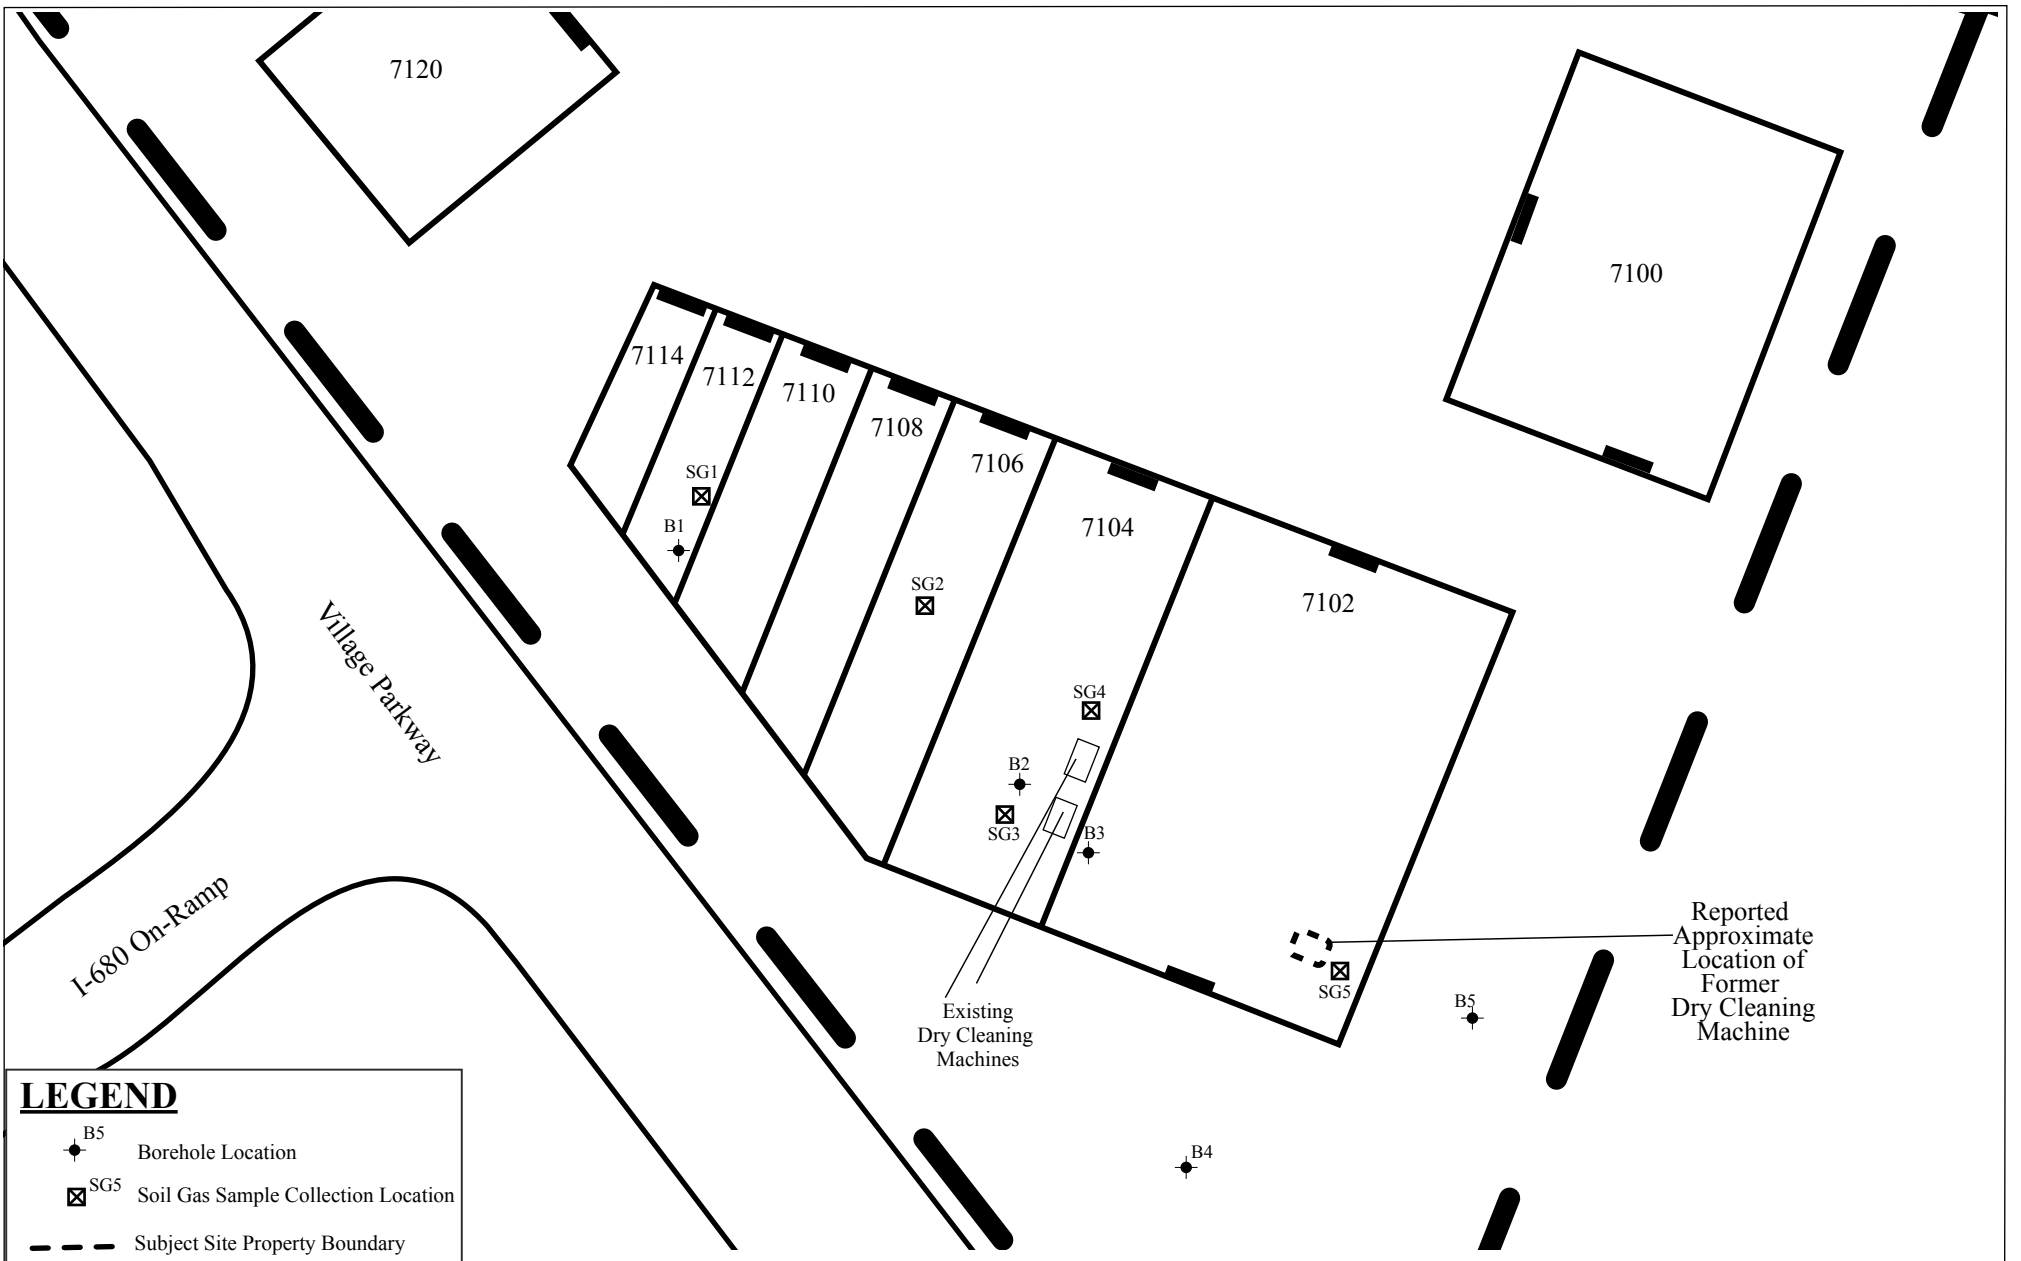 7120
7100
7114
7112
7110
7108
7106
7104
7102
SG1
B1
SG2
SG4
B2
SG3
B3
SG5
B5
B4
Village Parkway
I-680 On-Ramp
Existing
Dry Cleaning
Machines
Reported
Approximate
Location of
Former
Dry Cleaning
Machine
LEGEND
B5
Borehole Location
SG5
Soil Gas Sample Collection Location
Subject Site Property Boundary